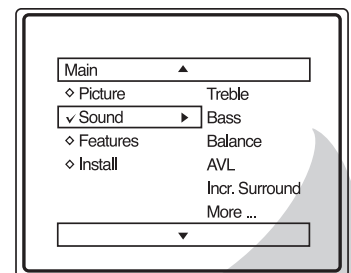 Main
Picture
Sound
Features
Install
Treble
Bass
Balance
AVL
Incr. Surround
More ...